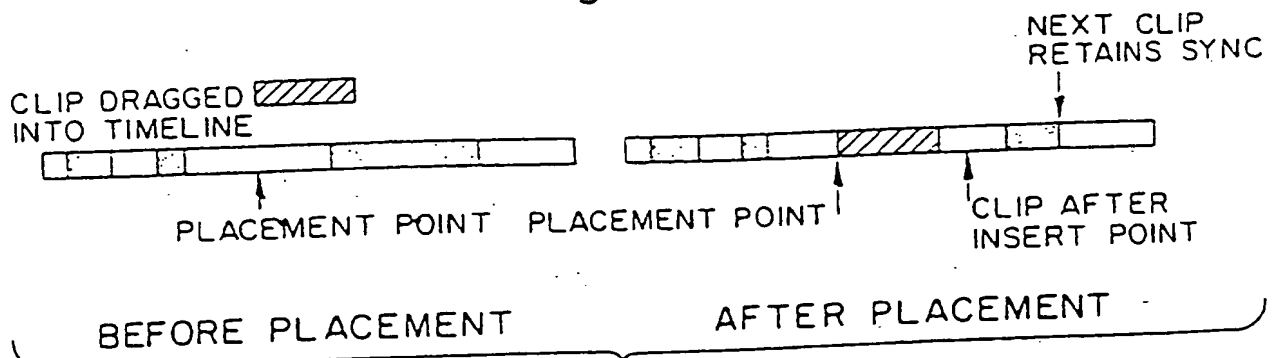 NEXT CLIP
RETAINS SYNC
CLIP DRAGGED
INTO TIMELINE
PLACEMENT POINT
PLACEMENT POINT
CLIP AFTER
INSERT POINT
BEFORE PLACEMENT
AFTER PLACEMENT